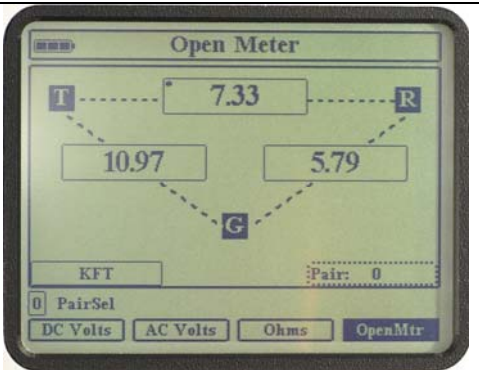 Open Meter
T 7.33 R
10.97 5.79
G
KFT Pair: 0
0 PairSel
DC Volts AC Volts Ohms OpenMtr